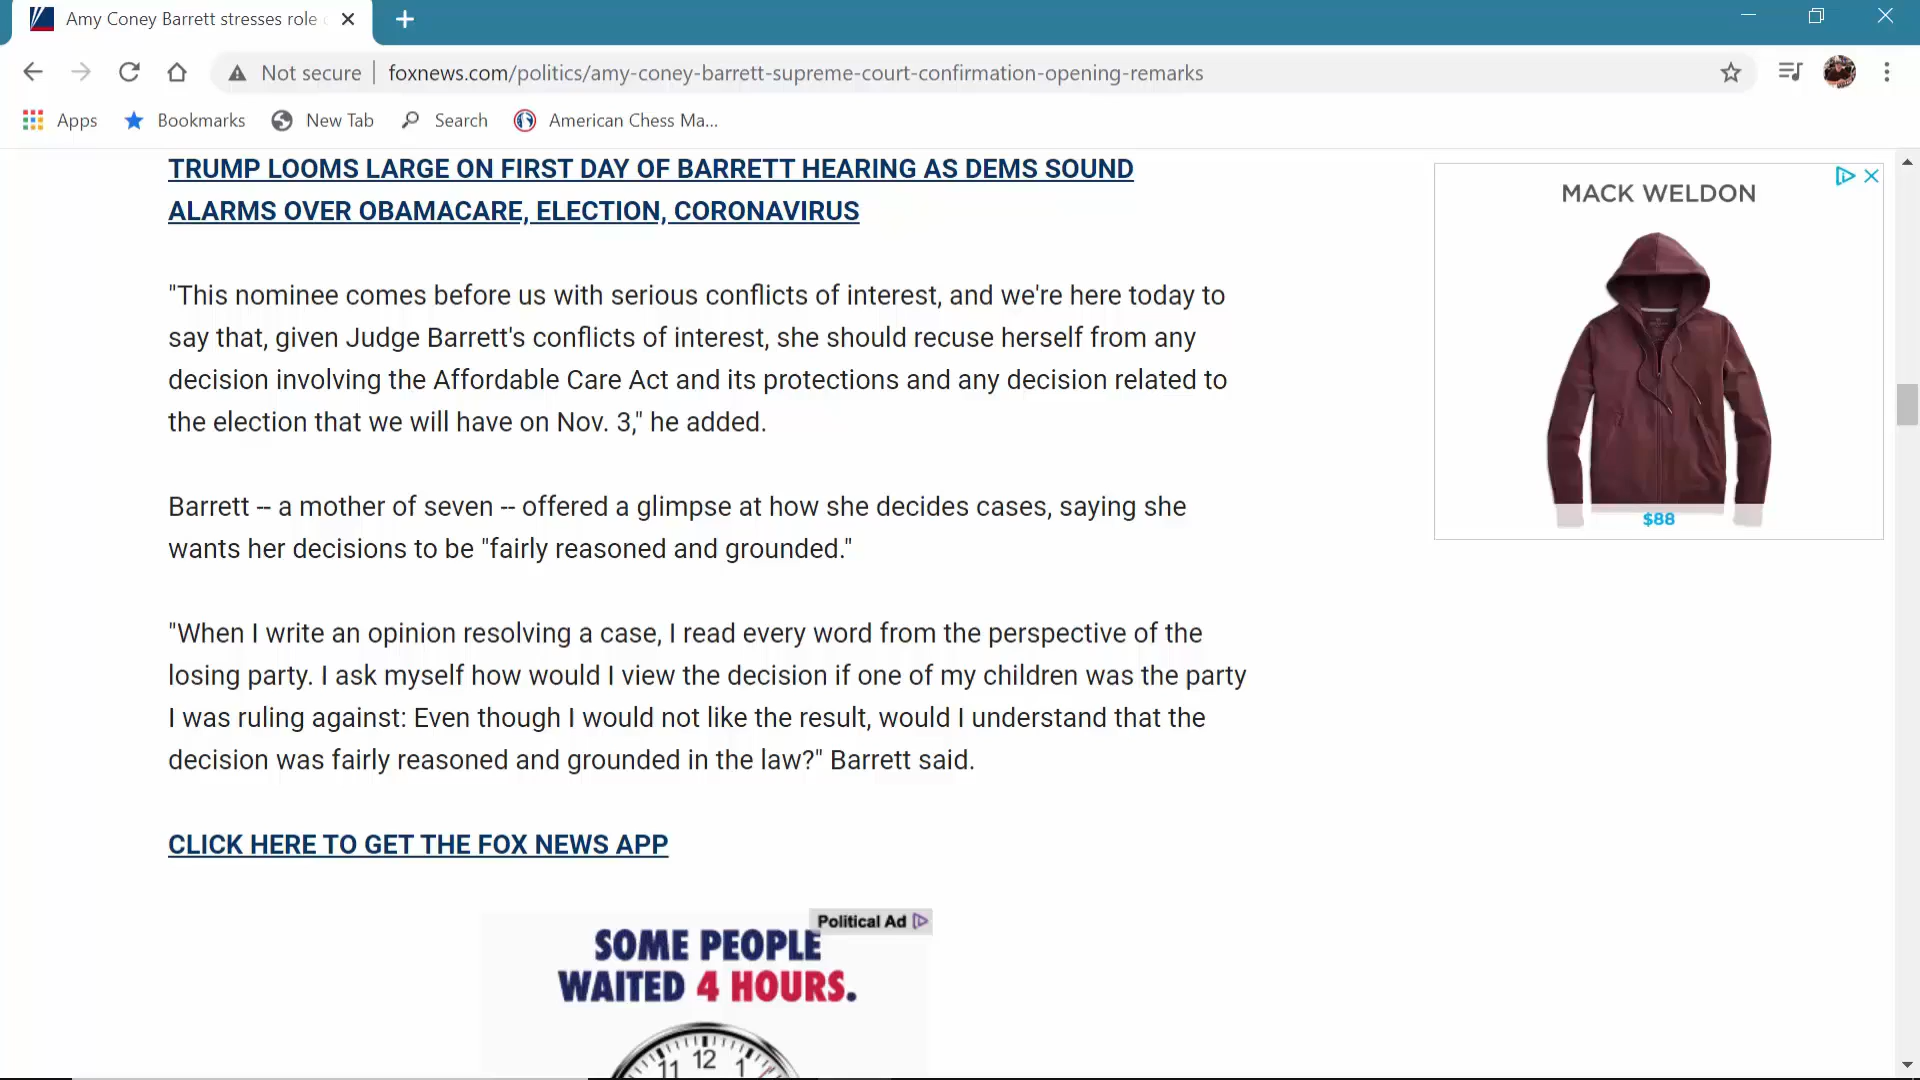 Amy Coney Barrett stresses role
Not secure
foxnews.com/politics/amy-coney-barrett-supreme-court-confirmation-opening-remarks
Apps
Bookmarks
New Tab
Search
American Chess Ma...
TRUMP LOOMS LARGE ON FIRST DAY OF BARRETT HEARING AS DEMS SOUND
ALARMS OVER OBAMACARE, ELECTION, CORONAVIRUS
"This nominee comes before us with serious conflicts of interest, and we're here today to
say that, given Judge Barrett's conflicts of interest, she should recuse herself from any
decision involving the Affordable Care Act and its protections and any decision related to
the election that we will have on Nov. 3," he added.
Barrett -- a mother of seven -- offered a glimpse at how she decides cases, saying she
wants her decisions to be "fairly reasoned and grounded."
"When I write an opinion resolving a case, I read every word from the perspective of the
losing party. I ask myself how would I view the decision if one of my children was the party
I was ruling against: Even though I would not like the result, would I understand that the
decision was fairly reasoned and grounded in the law?" Barrett said.
CLICK HERE TO GET THE FOX NEWS APP
Political Ad
SOME PEOPLE
WAITED 4 HOURS.
11 12 1
MACK WELDON
$88